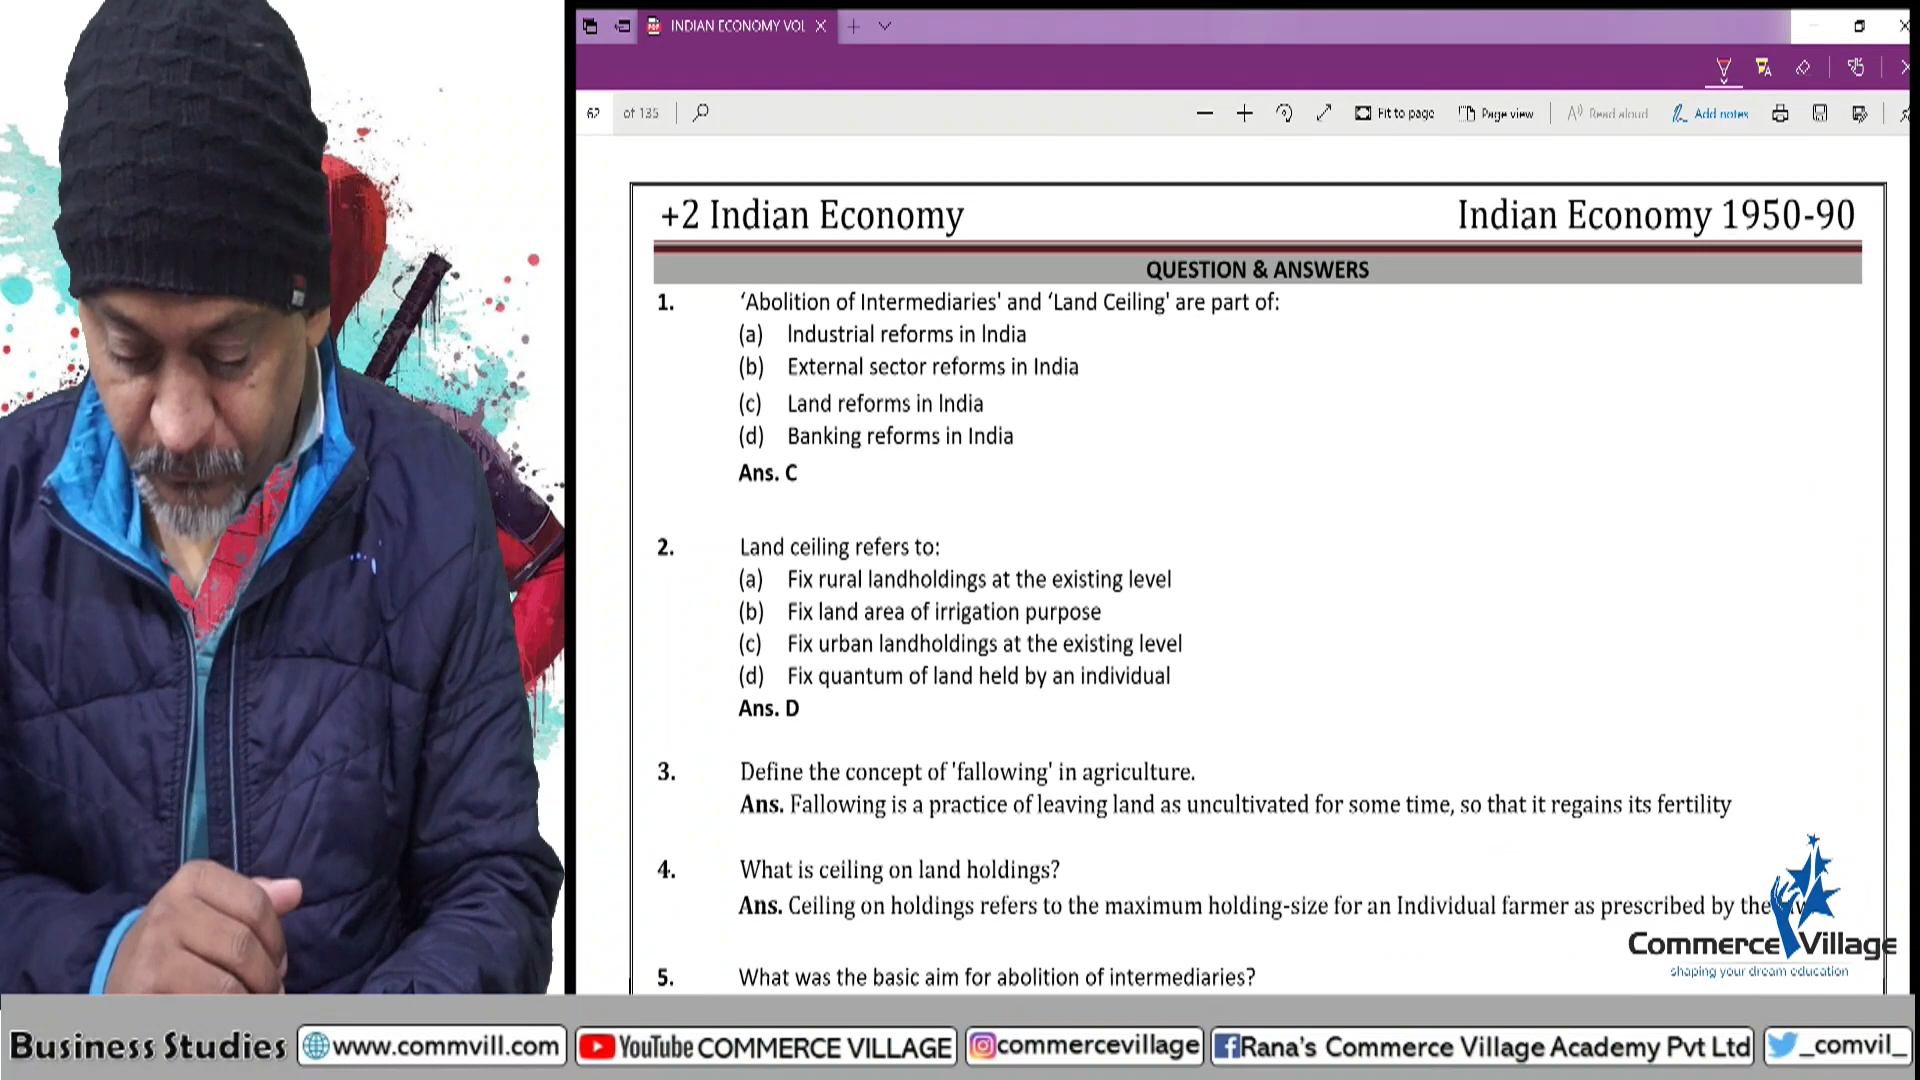 INDIAN ECONOMY VOL
62 of 135
Fit to page
Page view
Read aloud
Add notes
+2 Indian Economy
Indian Economy 1950-90
QUESTION & ANSWERS
1. ‘Abolition of Intermediaries' and ‘Land Ceiling' are part of:
(a) Industrial reforms in India
(b) External sector reforms in India
(c) Land reforms in India
(d) Banking reforms in India
Ans. C
2. Land ceiling refers to:
(a) Fix rural landholdings at the existing level
(b) Fix land area of irrigation purpose
(c) Fix urban landholdings at the existing level
(d) Fix quantum of land held by an individual
Ans. D
3. Define the concept of 'fallowing' in agriculture.
Ans. Fallowing is a practice of leaving land as uncultivated for some time, so that it regains its fertility
4. What is ceiling on land holdings?
Ans. Ceiling on holdings refers to the maximum holding-size for an Individual farmer as prescribed by the
Commerce Village
shaping your dream education
5. What was the basic aim for abolition of intermediaries?
Business Studies
www.commvill.com
YouTube COMMERCE VILLAGE
commercevillage
Rana's Commerce Village Academy Pvt Ltd
_comvil_